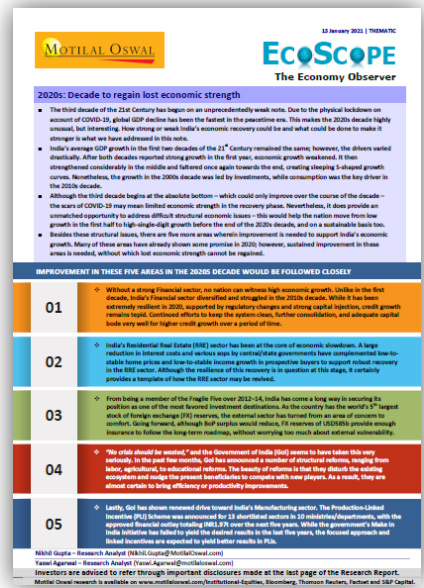 13 January 2021 | THEMATIC
MOTILAL OSWAL
ECOSCOPE
The Economy Observer
2020s: Decade to regain lost economic strength
The third decade of the 21st Century has begun on an unprecedentedly weak note. Due to the physical lockdown on
account of COVID-19, global GDP decline has been the fastest in the peacetime era. This makes the 2020s decade highly
unusual, but interesting. How strong or weak India's economic recovery could be and what could be done to make it
stronger is what we have addressed in this note.
India's average GDP growth in the first two decades of the 21st Century remained the same; however, the drivers varied
drastically. After both decades reported strong growth in the first year, economic growth weakened. It then
strengthened considerably in the middle and faltered once again towards the end, creating sleeping S-shaped growth
curves. Nonetheless, the growth in the 2000s decade was led by investments, while consumption was the key driver in
the 2010s decade.
Although the third decade begins at the absolute bottom – which could only improve over the course of the decade –
the scars of COVID-19 may mean limited economic strength in the recovery phase. Nevertheless, it does provide an
unmatched opportunity to address difficult structural economic issues – this would help the nation move from low
growth in the first half to high-single-digit growth before the end of the 2020s decade, and on a sustainable basis too.
Besides these structural issues, there are five more areas wherein improvement is needed to support India's economic
growth. Many of these have already shown some promise in 2020; however, sustained improvement in these
areas is needed, without which lost economic strength cannot be regained.
IMPROVEMENT IN THESE FIVE AREAS IN THE 2020S DECADE WOULD BE FOLLOWED CLOSELY
01
Without a strong Financial sector, no nation can witness high economic growth. Unlike in the first
decade, India's Financial sector diversified and struggled in the 2010s decade. While it has been
extremely resilient in 2020, supported by regulatory changes and strong capital injection, credit growth
remains tepid. Continued efforts to keep the system clean, further consolidation, and adequate capital
bode very well for higher credit growth over a period of time.
02
India's Residential Real Estate (RRE) sector has been at the core of economic slowdown. A large
reduction in interest costs and various sops by central/state governments have complemented low-to-
stable home prices and low-to-stable income growth in prospective buyers to support robust recovery
in the RRE sector. Although the resilience of this recovery is in question at this stage, it certainly
provides a template of how the RRE sector may be revived.
03
From being a member of the Fragile Five over 2012–14, India has come a long way in securing its
position as one of the most favored investment destinations. As the country has the world's 5th largest
stock of foreign exchange (FX) reserves, the external sector has turned from an area of concern to
comfort. Going forward, although BoP surplus would reduce, FX reserves of USD585b provide enough
insurance to follow the long-term roadmap, without worrying too much about external vulnerability.
04
"No crisis should be wasted," and the Government of India (GoI) seems to have taken this very
seriously. In the past few months, GoI has announced a number of structural reforms, ranging from
labor, agricultural, to educational reforms. The beauty of reforms is that they disturb the existing
ecosystem and nudge the present beneficiaries to compete with new players. As a result, they are
almost certain to bring efficiency or productivity improvements.
05
Lastly, GoI has shown renewed drive toward India's Manufacturing sector. The Production-Linked
Incentive (PLI) Scheme was announced for 13 shortlisted sectors in 10 ministries/departments, with the
approved financial outlay totaling INR1.97t over the next five years. While the government's Make in
India initiative has failed to yield the desired results in the last five years, the focused approach and
linked incentives are expected to yield better results in PLIs.
Nikhil Gupta – Research Analyst (Nikhil.Gupta@MotilalOswal.com)
Yaswi Agarwal – Research Analyst (Yaswi.Agarwal@motilaloswal.com)
Investors are advised to refer through important disclosures made at the last page of the Research Report.
Motilal Oswal research is available on www.motilaloswal.com/Institutional-Equities, Bloomberg, Thomson Reuters, Factset and S&P Capital.